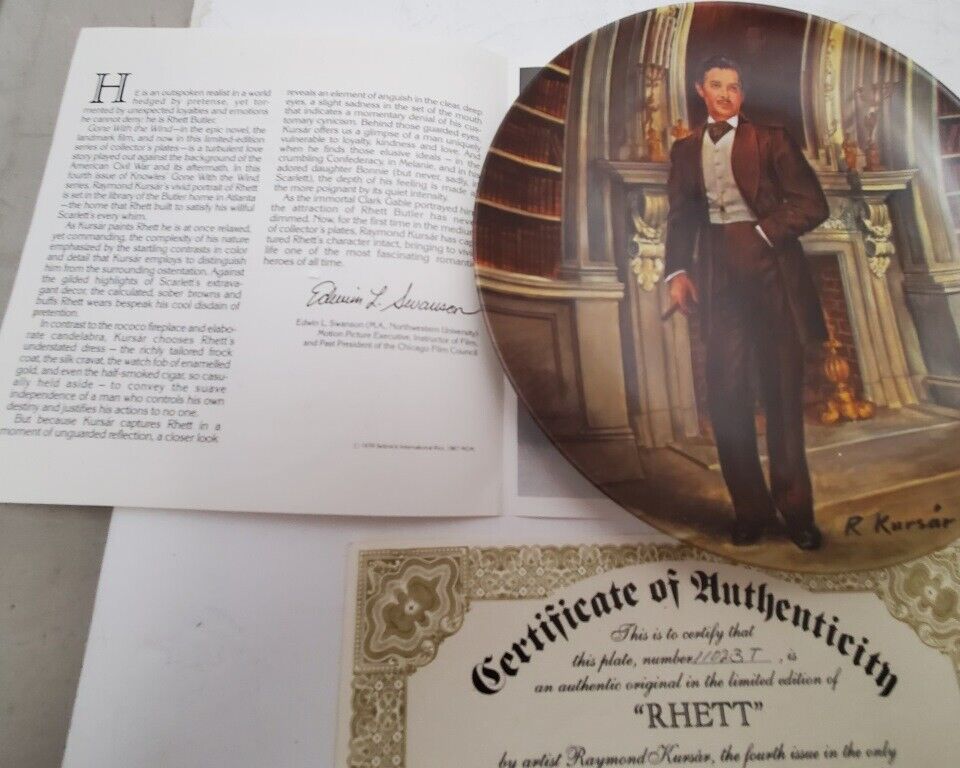 HE is an outspoken realist in a world
hedged by pretense, yet tor-
mented by unexpected loyalties and emotions
he cannot deny: he is Rhett Butler.
Gone With the Wind—in the epic novel, the
landmark film, and now in this limited-edition
series of collector's plates—is a turbulent love
story played out against the background of the
American Civil War and its aftermath. In this
fourth issue of Knowles' Gone With the Wind
series, Raymond Kursár's vivid portrait of Rhett
is set in the library of the Butler home in Atlanta
—the home that Rhett built to satisfy his willful
Scarlett's every whim.
As Kursár paints Rhett he is at once relaxed,
yet commanding, the complexity of his nature
emphasized by the startling contrasts in color
and detail that Kursár employs to distinguish
him from the surrounding ostentation. Against
the gilded highlights of Scarlett's extrava-
gant decor, the calculated, sober browns and
buffs Rhett wears bespeak his cool disdain of
pretention.
In contrast to the rococo fireplace and elabo-
rate candelabra, Kursár chooses Rhett's
understated dress — the richly tailored frock
coat, the silk cravat, the watch fob of enamelled
gold, and even the half-smoked cigar, so casu-
ally held aside — to convey the suave
independence of a man who controls his own
destiny and justifies his actions to no one.
But because Kursár captures Rhett in a
moment of unguarded reflection, a closer look
reveals an element of anguish in the clear, deep
eyes, a slight sadness in the set of the mouth
that indicates a momentary denial of his cus-
tomary cynicism. Behind those guarded eyes,
Kursár offers us a glimpse of a man uniquely
vulnerable to loyalty, kindness and love. And
when he finds those elusive ideals — in the
crumbling Confederacy, in Melanie, and in his
adored daughter Bonnie (but never, sadly, in
Scarlett), the depth of his feeling is made a
the more poignant by its quiet intensity.
As the immortal Clark Gable portrayed him
the attraction of Rhett Butler has neve
dimmed. Now, for the first time in the medium
of collector's plates, Raymond Kursár has cap
tured Rhett's character intact, bringing to vivi
life one of the most fascinating romantic
heroes of all time.
Edwin L. Swanson
Edwin L. Swanson (M.A., Northwestern University)
Motion Picture Executive, Instructor of Film,
and Past President of the Chicago Film Council
R Kursár
Certificate of Authenticity
This is to certify that
this plate, number 11023T, is
an authentic original in the limited edition of
"RHETT"
by artist Raymond Kursár, the fourth issue in the only